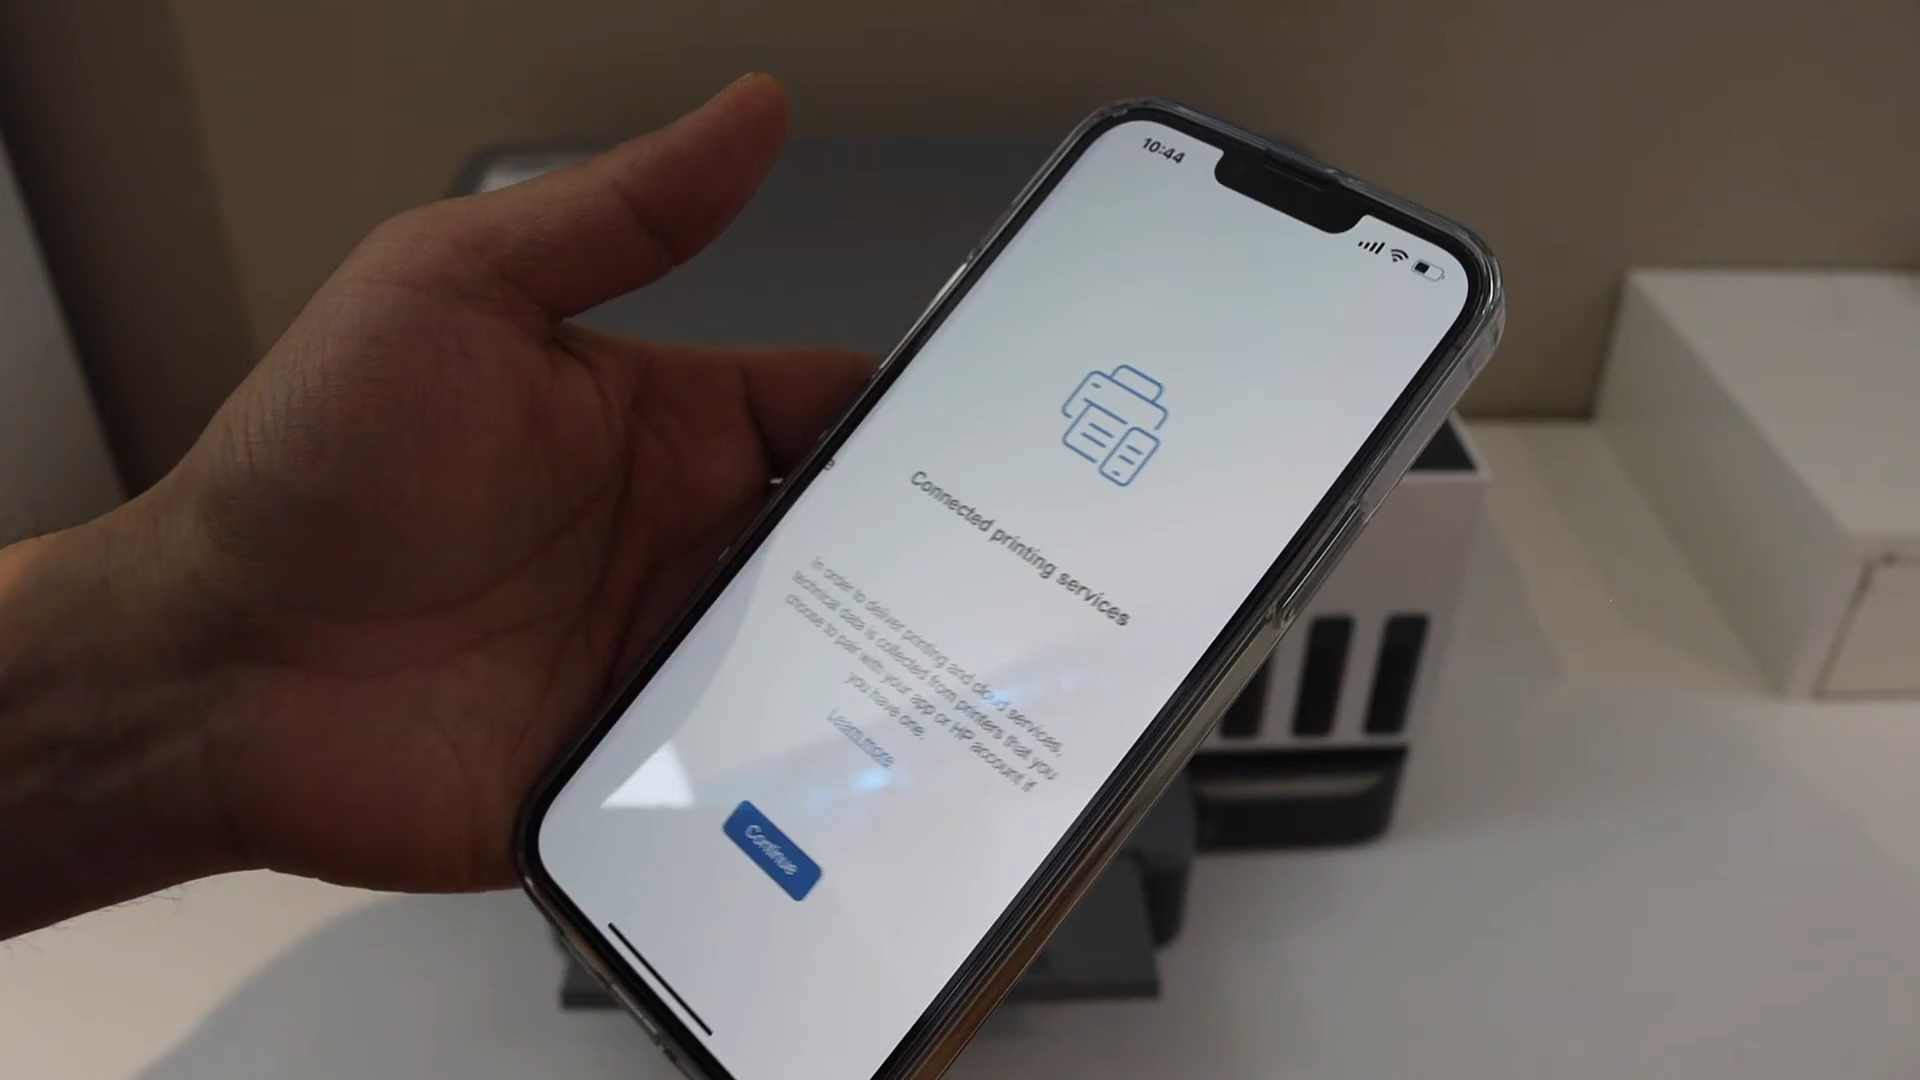 10:44
e
Connected printing services
In order to deliver printing and cloud services,
technical data is collected from printers that you
choose to pair with your app or HP account if
you have one.
Learn more
Continue